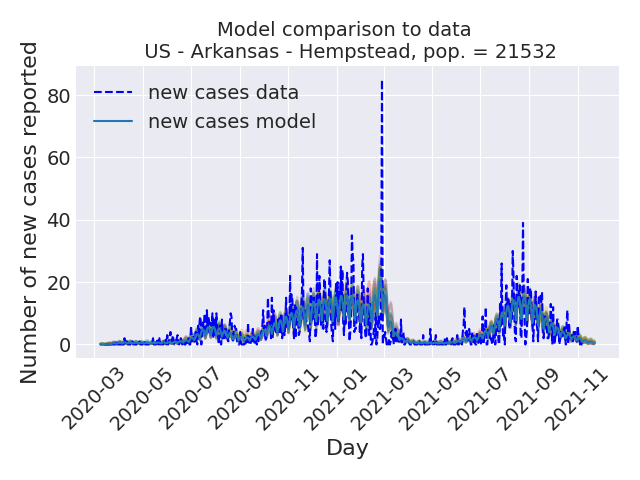 Model comparison to data
US - Arkansas - Hempstead, pop. = 21532
Number of new cases reported
80
60
40
20
0
new cases data
new cases model
2020-03
2020-05
2020-07
2020-09
2020-11
2021-01
2021-03
2021-05
2021-07
2021-09
2021-11
Day